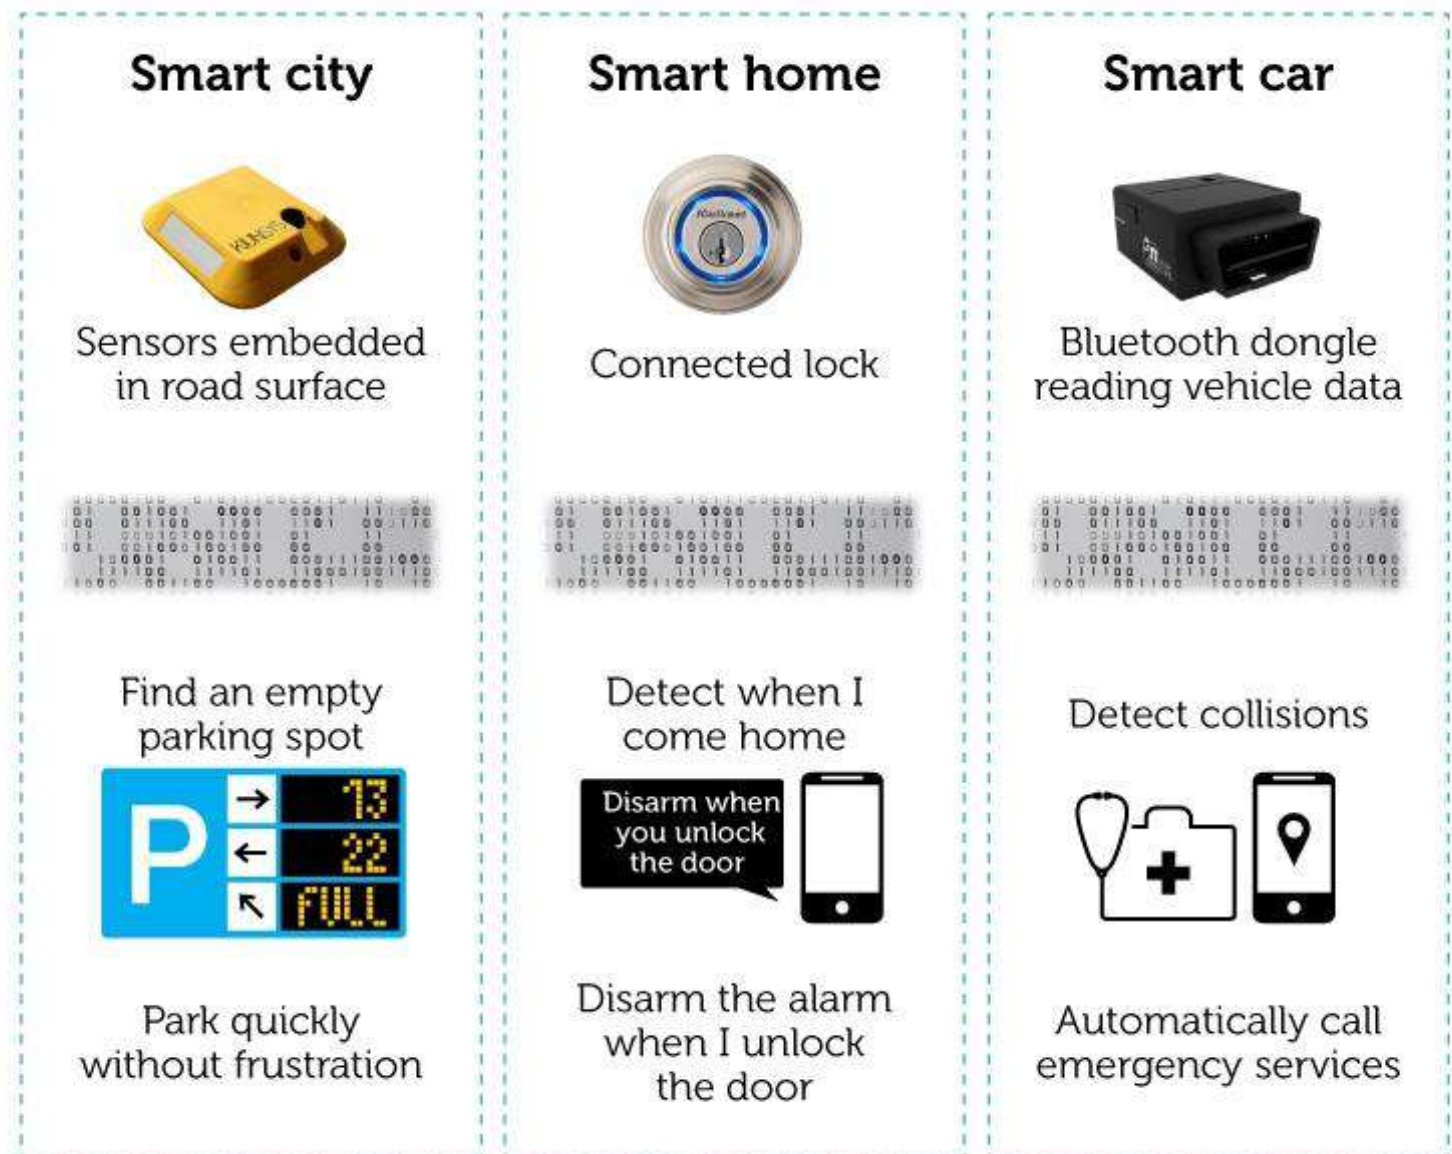 Smart city
Sensors embedded
in road surface
Find an empty
parking spot
P
13
22
FULL
Park quickly
without frustration
Smart home
Connected lock
Detect when I
come home
Disarm when
you unlock
the door
Disarm the alarm
when I unlock
the door
Smart car
Bluetooth dongle
reading vehicle data
Detect collisions
Automatically call
emergency services